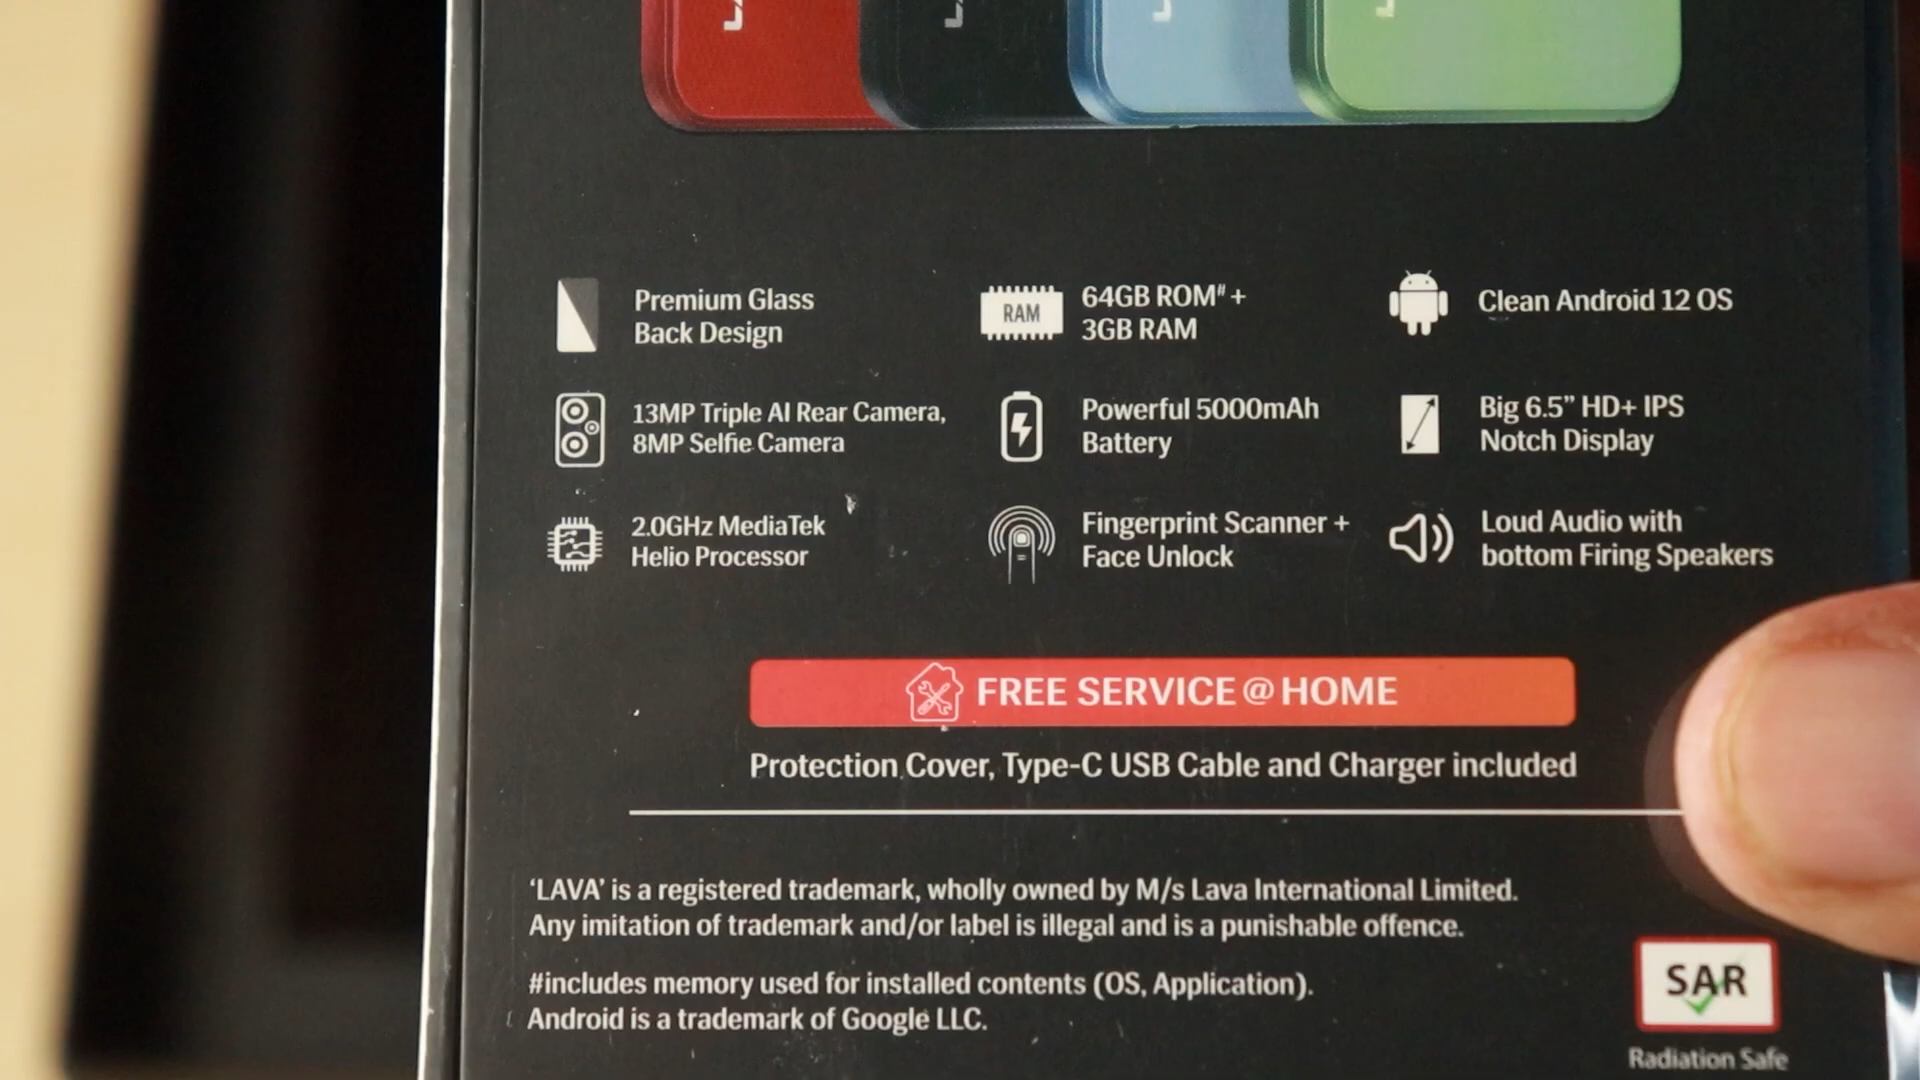 Premium Glass
Back Design
RAM
64GB ROM# +
3GB RAM
Clean Android 12 OS
13MP Triple AI Rear Camera,
8MP Selfie Camera
Powerful 5000mAh
Battery
Big 6.5” HD+ IPS
Notch Display
2.0GHz MediaTek
Helio Processor
Fingerprint Scanner +
Face Unlock
Loud Audio with
bottom Firing Speakers
FREE SERVICE @ HOME
Protection Cover, Type-C USB Cable and Charger included
‘LAVA’ is a registered trademark, wholly owned by M/s Lava International Limited.
Any imitation of trademark and/or label is illegal and is a punishable offence.
#includes memory used for installed contents (OS, Application).
Android is a trademark of Google LLC.
SAR
Radiation Safe